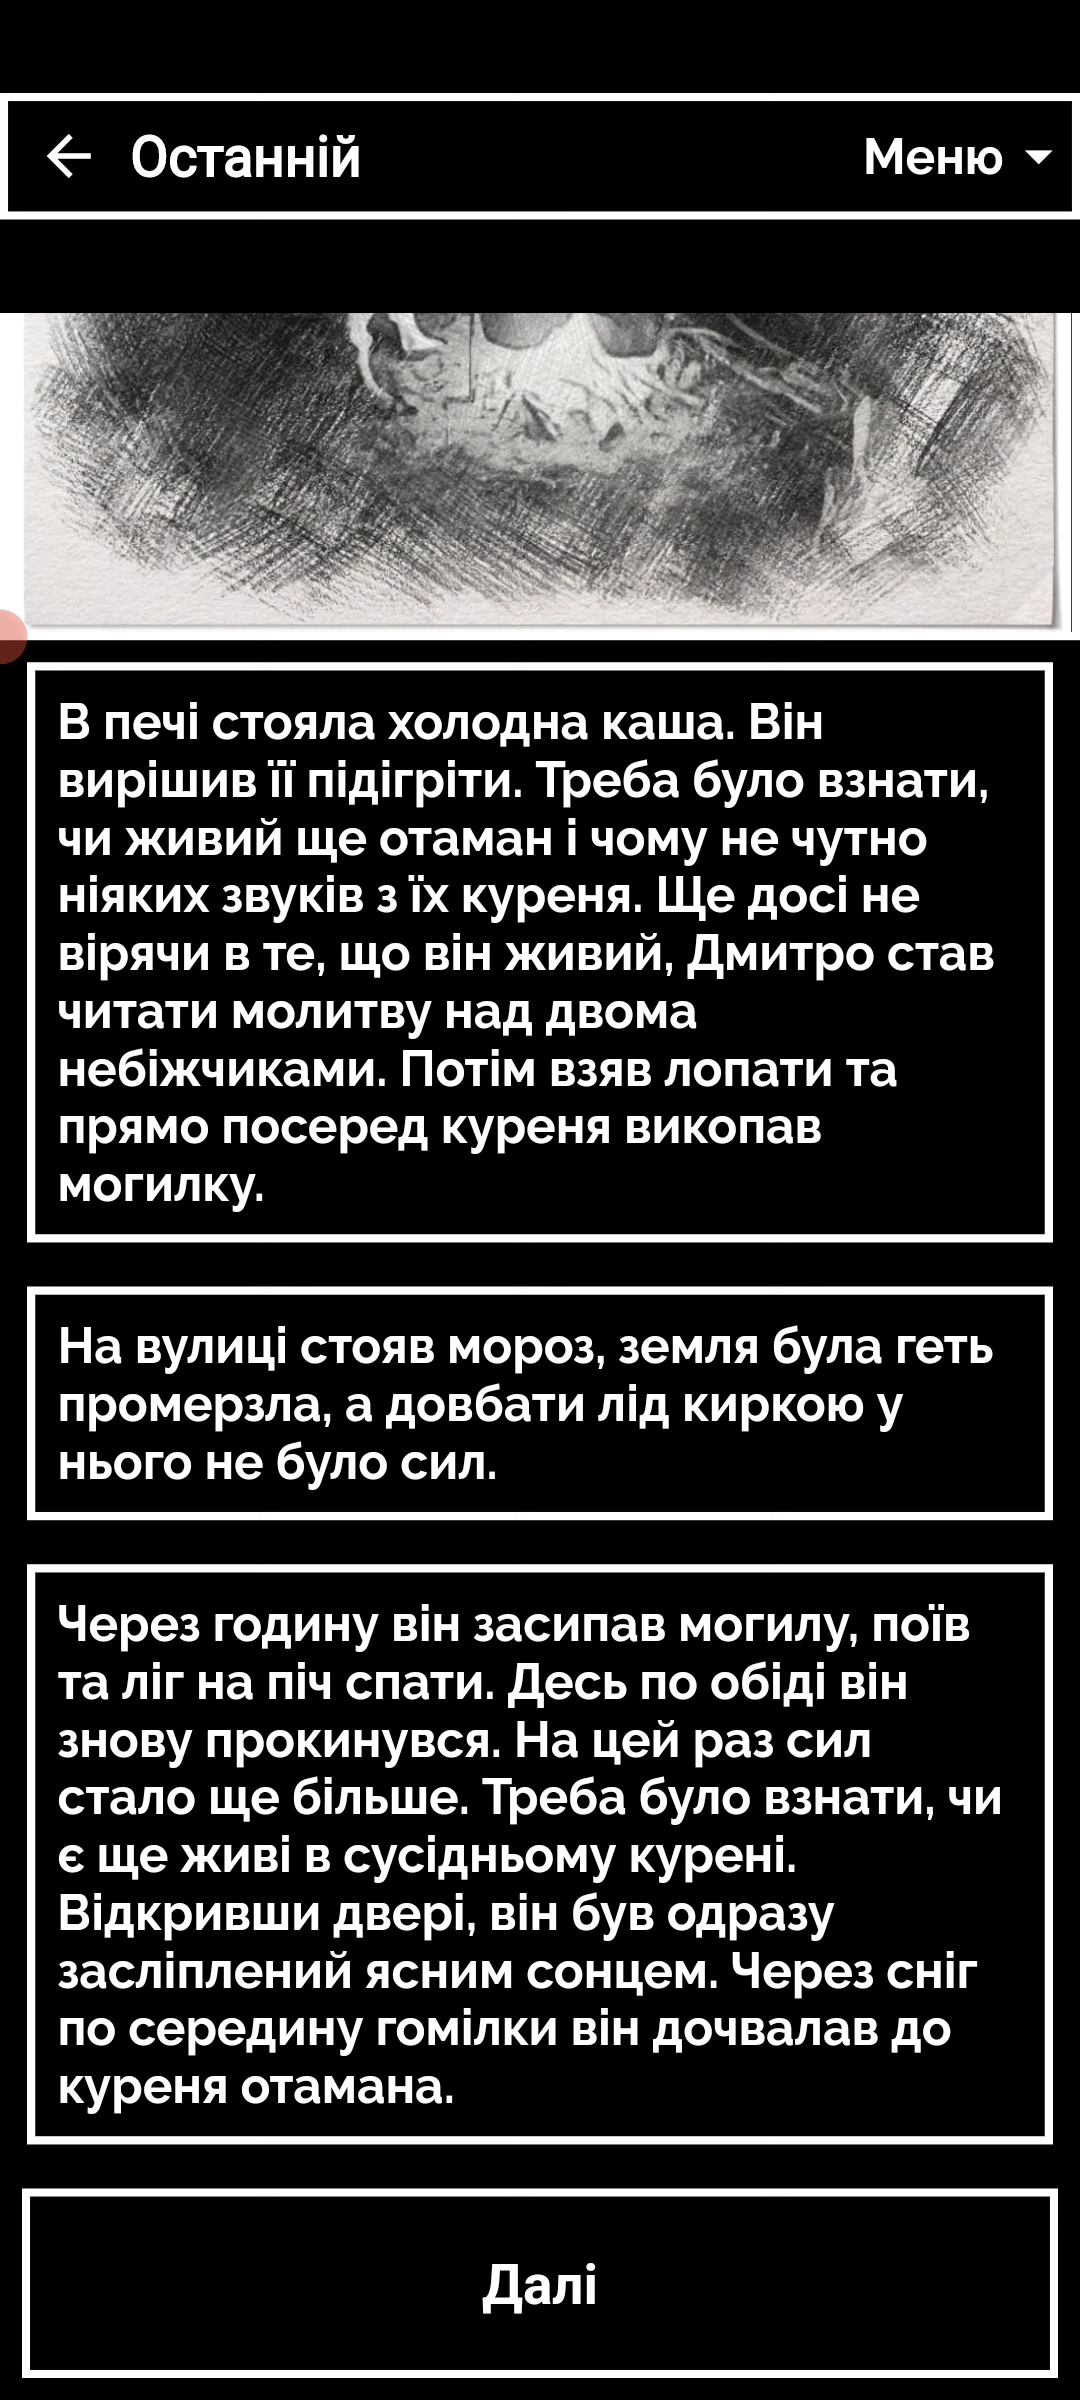 Останній
Меню
В печі стояла холодна каша. Він
вирішив її підігріти. Треба було взнати,
чи живий ще отаман і чому не чутно
ніяких звуків з їх куреня. Ще досі не
вірячи в те, що він живий, Дмитро став
читати молитву над двома
небіжчиками. Потім взяв лопати та
прямо посеред куреня викопав
могилку.
На вулиці стояв мороз, земля була геть
промерзла, а довбати лід киркою у
нього не було сил.
Через годину він засипав могилу, поїв
та ліг на піч спати. Десь по обіді він
знову прокинувся. На цей раз сил
стало ще більше. Треба було взнати, чи
є ще живі в сусідньому курені.
Відкривши двері, він був одразу
засліплений ясним сонцем. Через сніг
по середину гомілки він дочвалав до
куреня отамана.
Далі